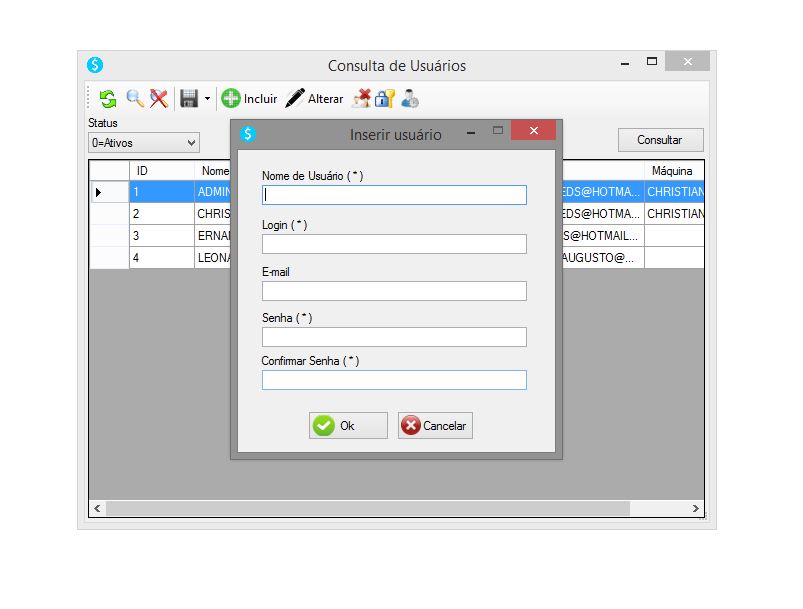 Consulta de Usuários
Incluir
Alterar
Status
0=Ativos
Consultar
Inserir usuário
Nome de Usuário ( * )
Login ( * )
E-mail
Senha ( * )
Confirmar Senha ( * )
Ok
Cancelar
ID Nome Máquina
1 ADMIN EDS@HOTMA... CHRISTIAN
2 CHRIS EDS@HOTMA... CHRISTIAN
3 ERNA S@HOTMAIL...
4 LEONA AUGUSTO@...